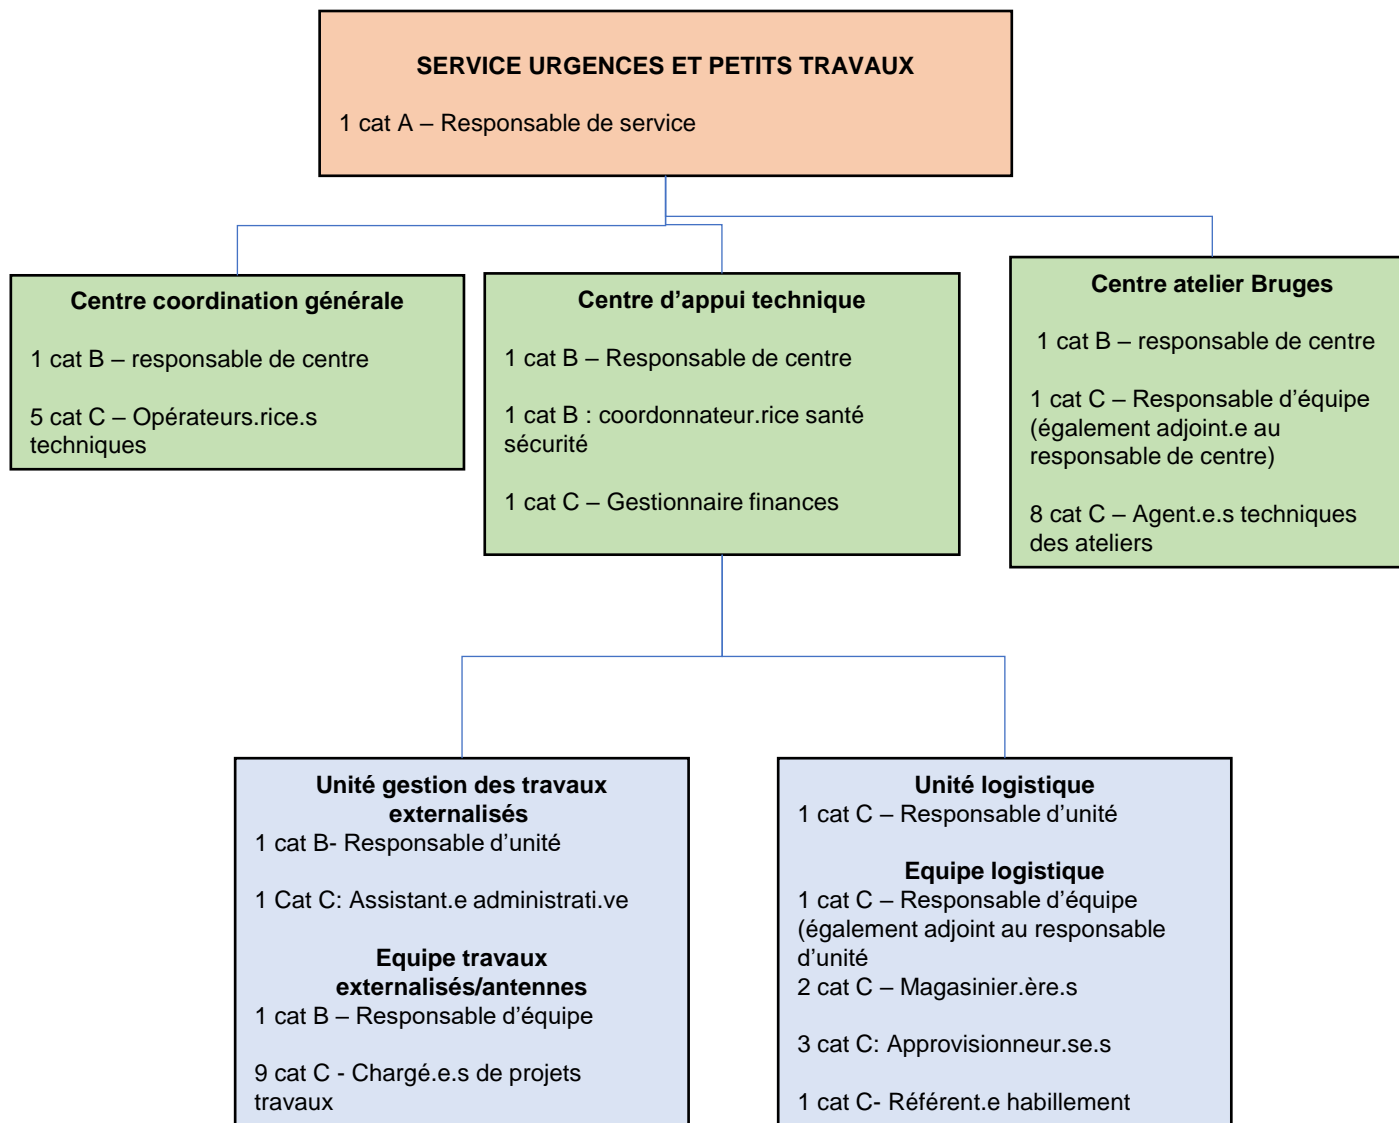 SERVICE URGENCES ET PETITS TRAVAUX
1 cat A – Responsable de service
Centre coordination générale
1 cat B – responsable de centre
5 cat C – Opérateurs.rice.s
techniques
Centre d’appui technique
1 cat B – Responsable de centre
1 cat B : coordonnateur.rice santé
sécurité
1 cat C – Gestionnaire finances
Centre atelier Bruges
1 cat B – responsable de centre
1 cat C – Responsable d’équipe
(également adjoint.e au
responsable de centre)
8 cat C – Agent.e.s techniques
des ateliers
Unité gestion des travaux
externalisés
1 cat B- Responsable d’unité
1 Cat C: Assistant.e administrati.ve
Equipe travaux
externalisés/antennes
1 cat B – Responsable d’équipe
9 cat C - Chargé.e.s de projets
travaux
Unité logistique
1 cat C – Responsable d’unité
Equipe logistique
1 cat C – Responsable d’équipe
(également adjoint au responsable
d’unité
2 cat C – Magasinier.ère.s
3 cat C: Approvisionneur.se.s
1 cat C- Référent.e habillement